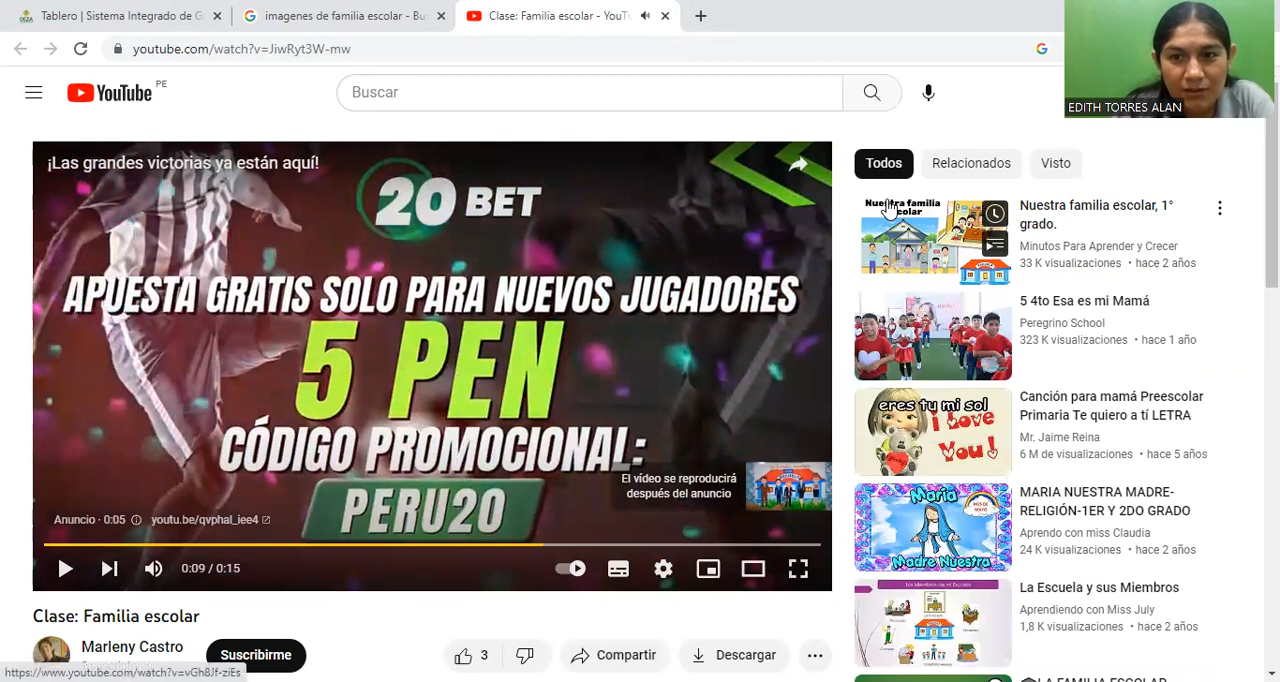 Tablero | Sistema Integrado de G
imagenes de familia escolar - Bu
Clase: Familia escolar - YouTu
youtube.com/watch?v=JiwRyt3W-mw
EDITH TORRES ALAN
YouTube PE
Buscar
¡Las grandes victorias ya están aquí!
20 BET
APUESTA GRATIS SOLO PARA NUEVOS JUGADORES
5 PEN
CÓDIGO PROMOCIONAL:
PERU20
El vídeo se reproducirá
después del anuncio
Anuncio · 0:05 youtu.be/qvphal_iee4
0:09 / 0:15
Clase: Familia escolar
Marleny Castro
Suscribirme
3
Compartir
Descargar
https://www.youtube.com/watch?v=vGh8Jf-ziEs
Todos
Relacionados
Visto
Nuestra familia escolar, 1°
grado.
Minutos Para Aprender y Crecer
33 K visualizaciones • hace 2 años
5 4to Esa es mi Mamá
Peregrino School
323 K visualizaciones • hace 1 año
eres tu mi sol
I Love
You!
Canción para mamá Preescolar
Primaria Te quiero a tí LETRA
Mr. Jaime Reina
6 M de visualizaciones • hace 5 años
María
Madre Nuestra
MARIA NUESTRA MADRE-
RELIGIÓN-1ER Y 2DO GRADO
Aprendo con miss Claudia
24 K visualizaciones • hace 2 años
La Escuela y sus Miembros
Aprendiendo con Miss July
1,8 K visualizaciones • hace 2 años
LA FAMILIA ESCOLAR